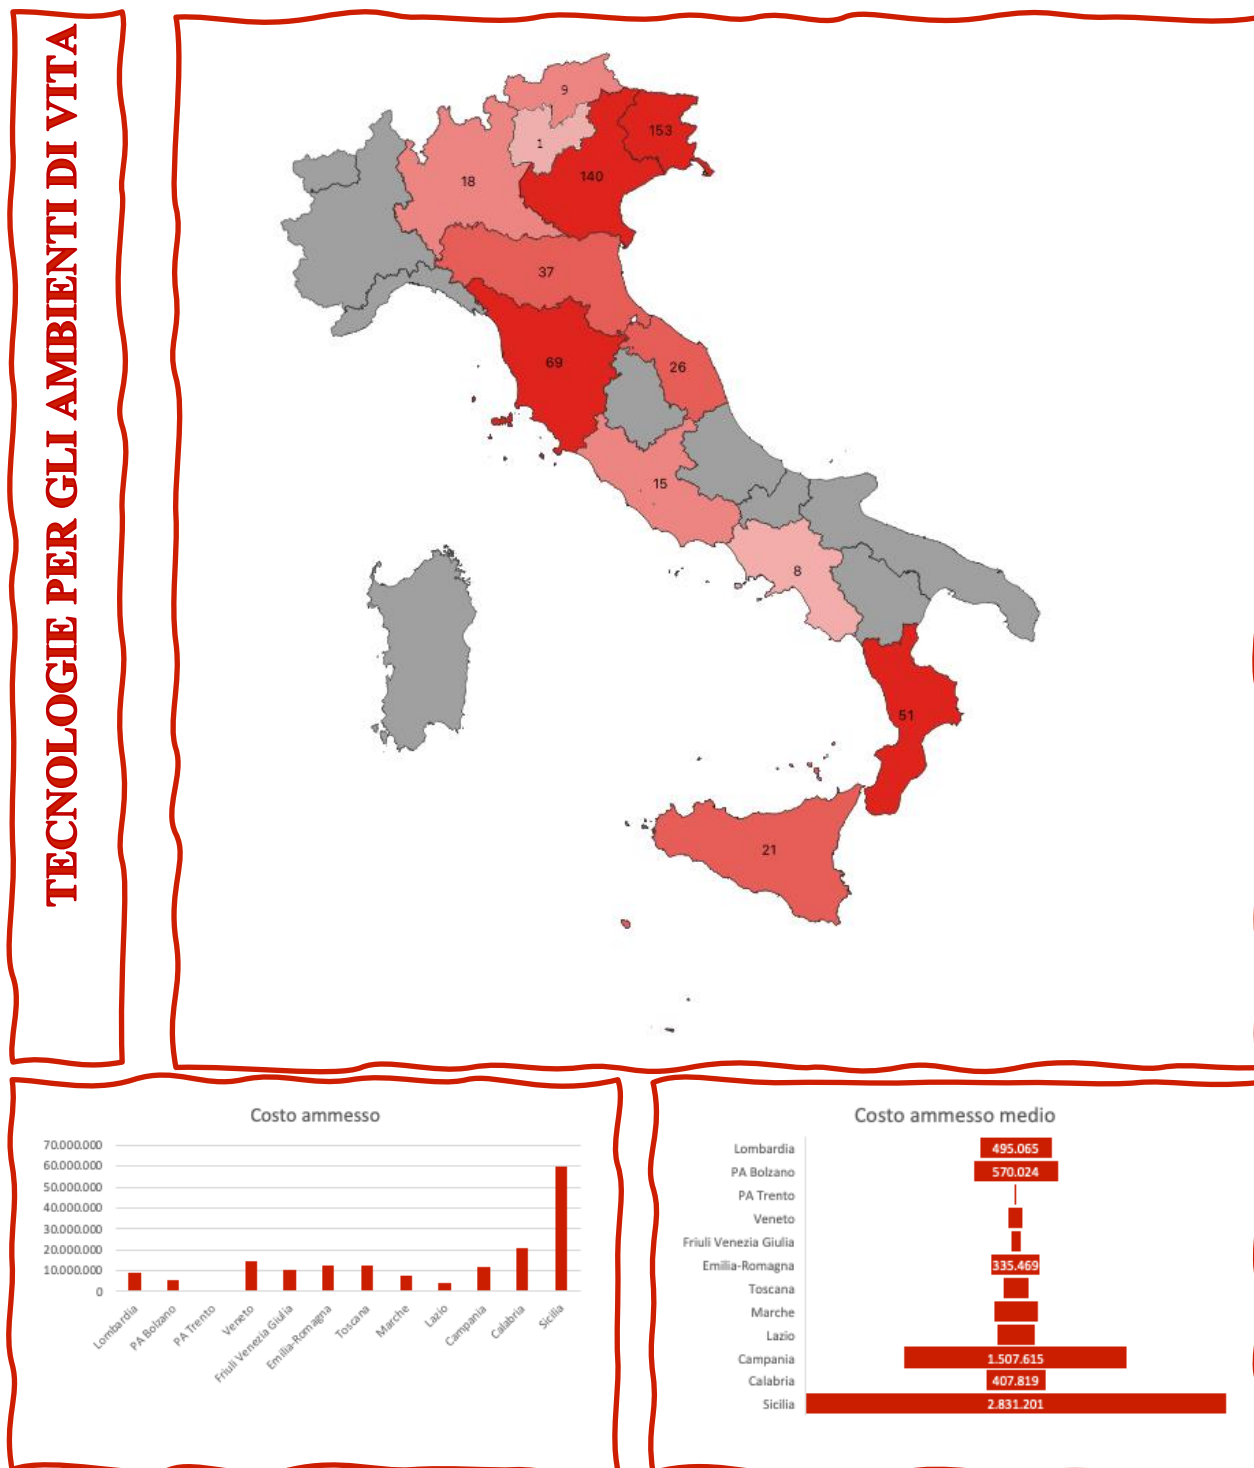 TECNOLOGIE PER GLI AMBIENTI DI VITA
9
153
1
140
18
37
69
26
15
8
51
21
Costo ammesso
70.000.000
60.000.000
50.000.000
40.000.000
30.000.000
20.000.000
10.000.000
0
Lombardia
PA Bolzano
PA Trento
Veneto
Friuli Venezia Giulia
Emilia-Romagna
Toscana
Marche
Lazio
Campania
Calabria
Sicilia
Costo ammesso medio
Lombardia 495.065
PA Bolzano 570.024
PA Trento
Veneto
Friuli Venezia Giulia
Emilia-Romagna 335.469
Toscana
Marche
Lazio
Campania 1.507.615
Calabria 407.819
Sicilia 2.831.201